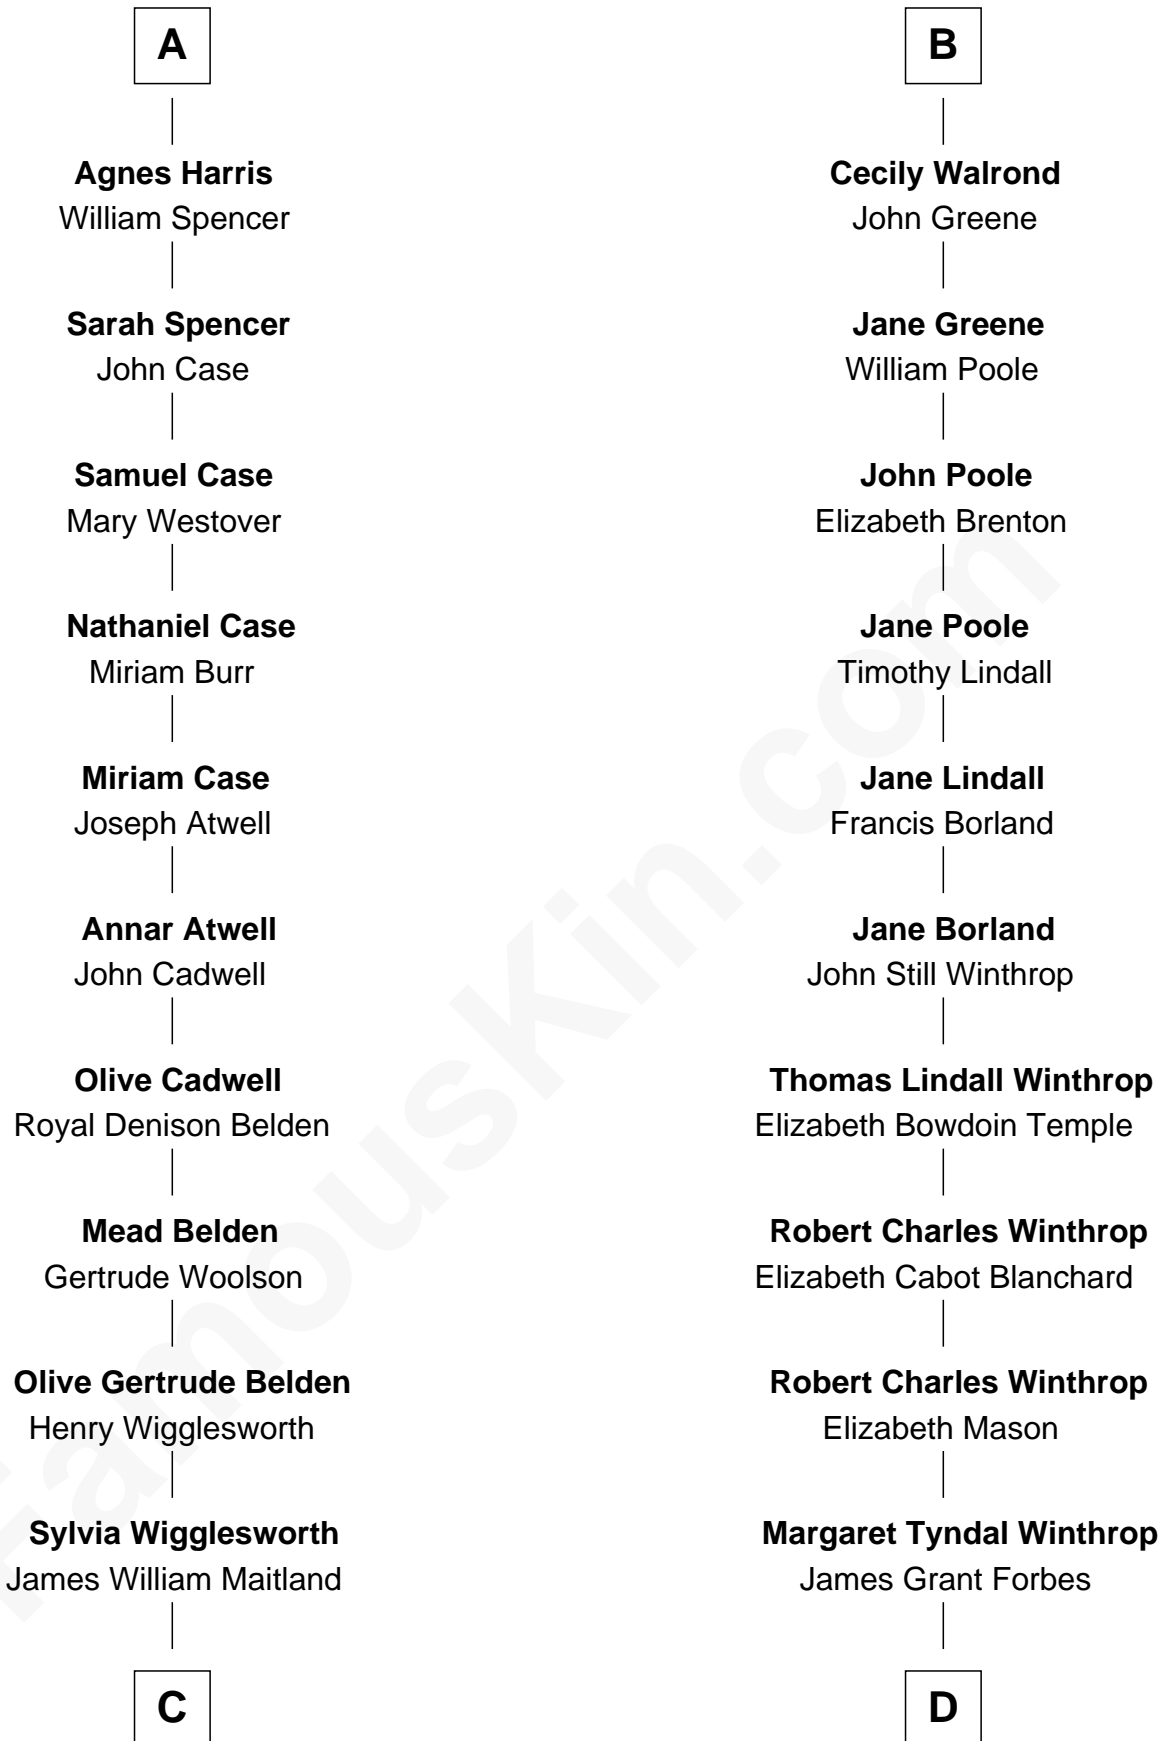 A
Agnes Harris
William Spencer
Sarah Spencer
John Case
Samuel Case
Mary Westover
Nathaniel Case
Miriam Burr
Miriam Case
Joseph Atwell
Annar Atwell
John Cadwell
Olive Cadwell
Royal Denison Belden
Mead Belden
Gertrude Woolson
Olive Gertrude Belden
Henry Wigglesworth
Sylvia Wigglesworth
James William Maitland
C
B
Cecily Walrond
John Greene
Jane Greene
William Poole
John Poole
Elizabeth Brenton
Jane Poole
Timothy Lindall
Jane Lindall
Francis Borland
Jane Borland
John Still Winthrop
Thomas Lindall Winthrop
Elizabeth Bowdoin Temple
Robert Charles Winthrop
Elizabeth Cabot Blanchard
Robert Charles Winthrop
Elizabeth Mason
Margaret Tyndal Winthrop
James Grant Forbes
D
FamousKin.com